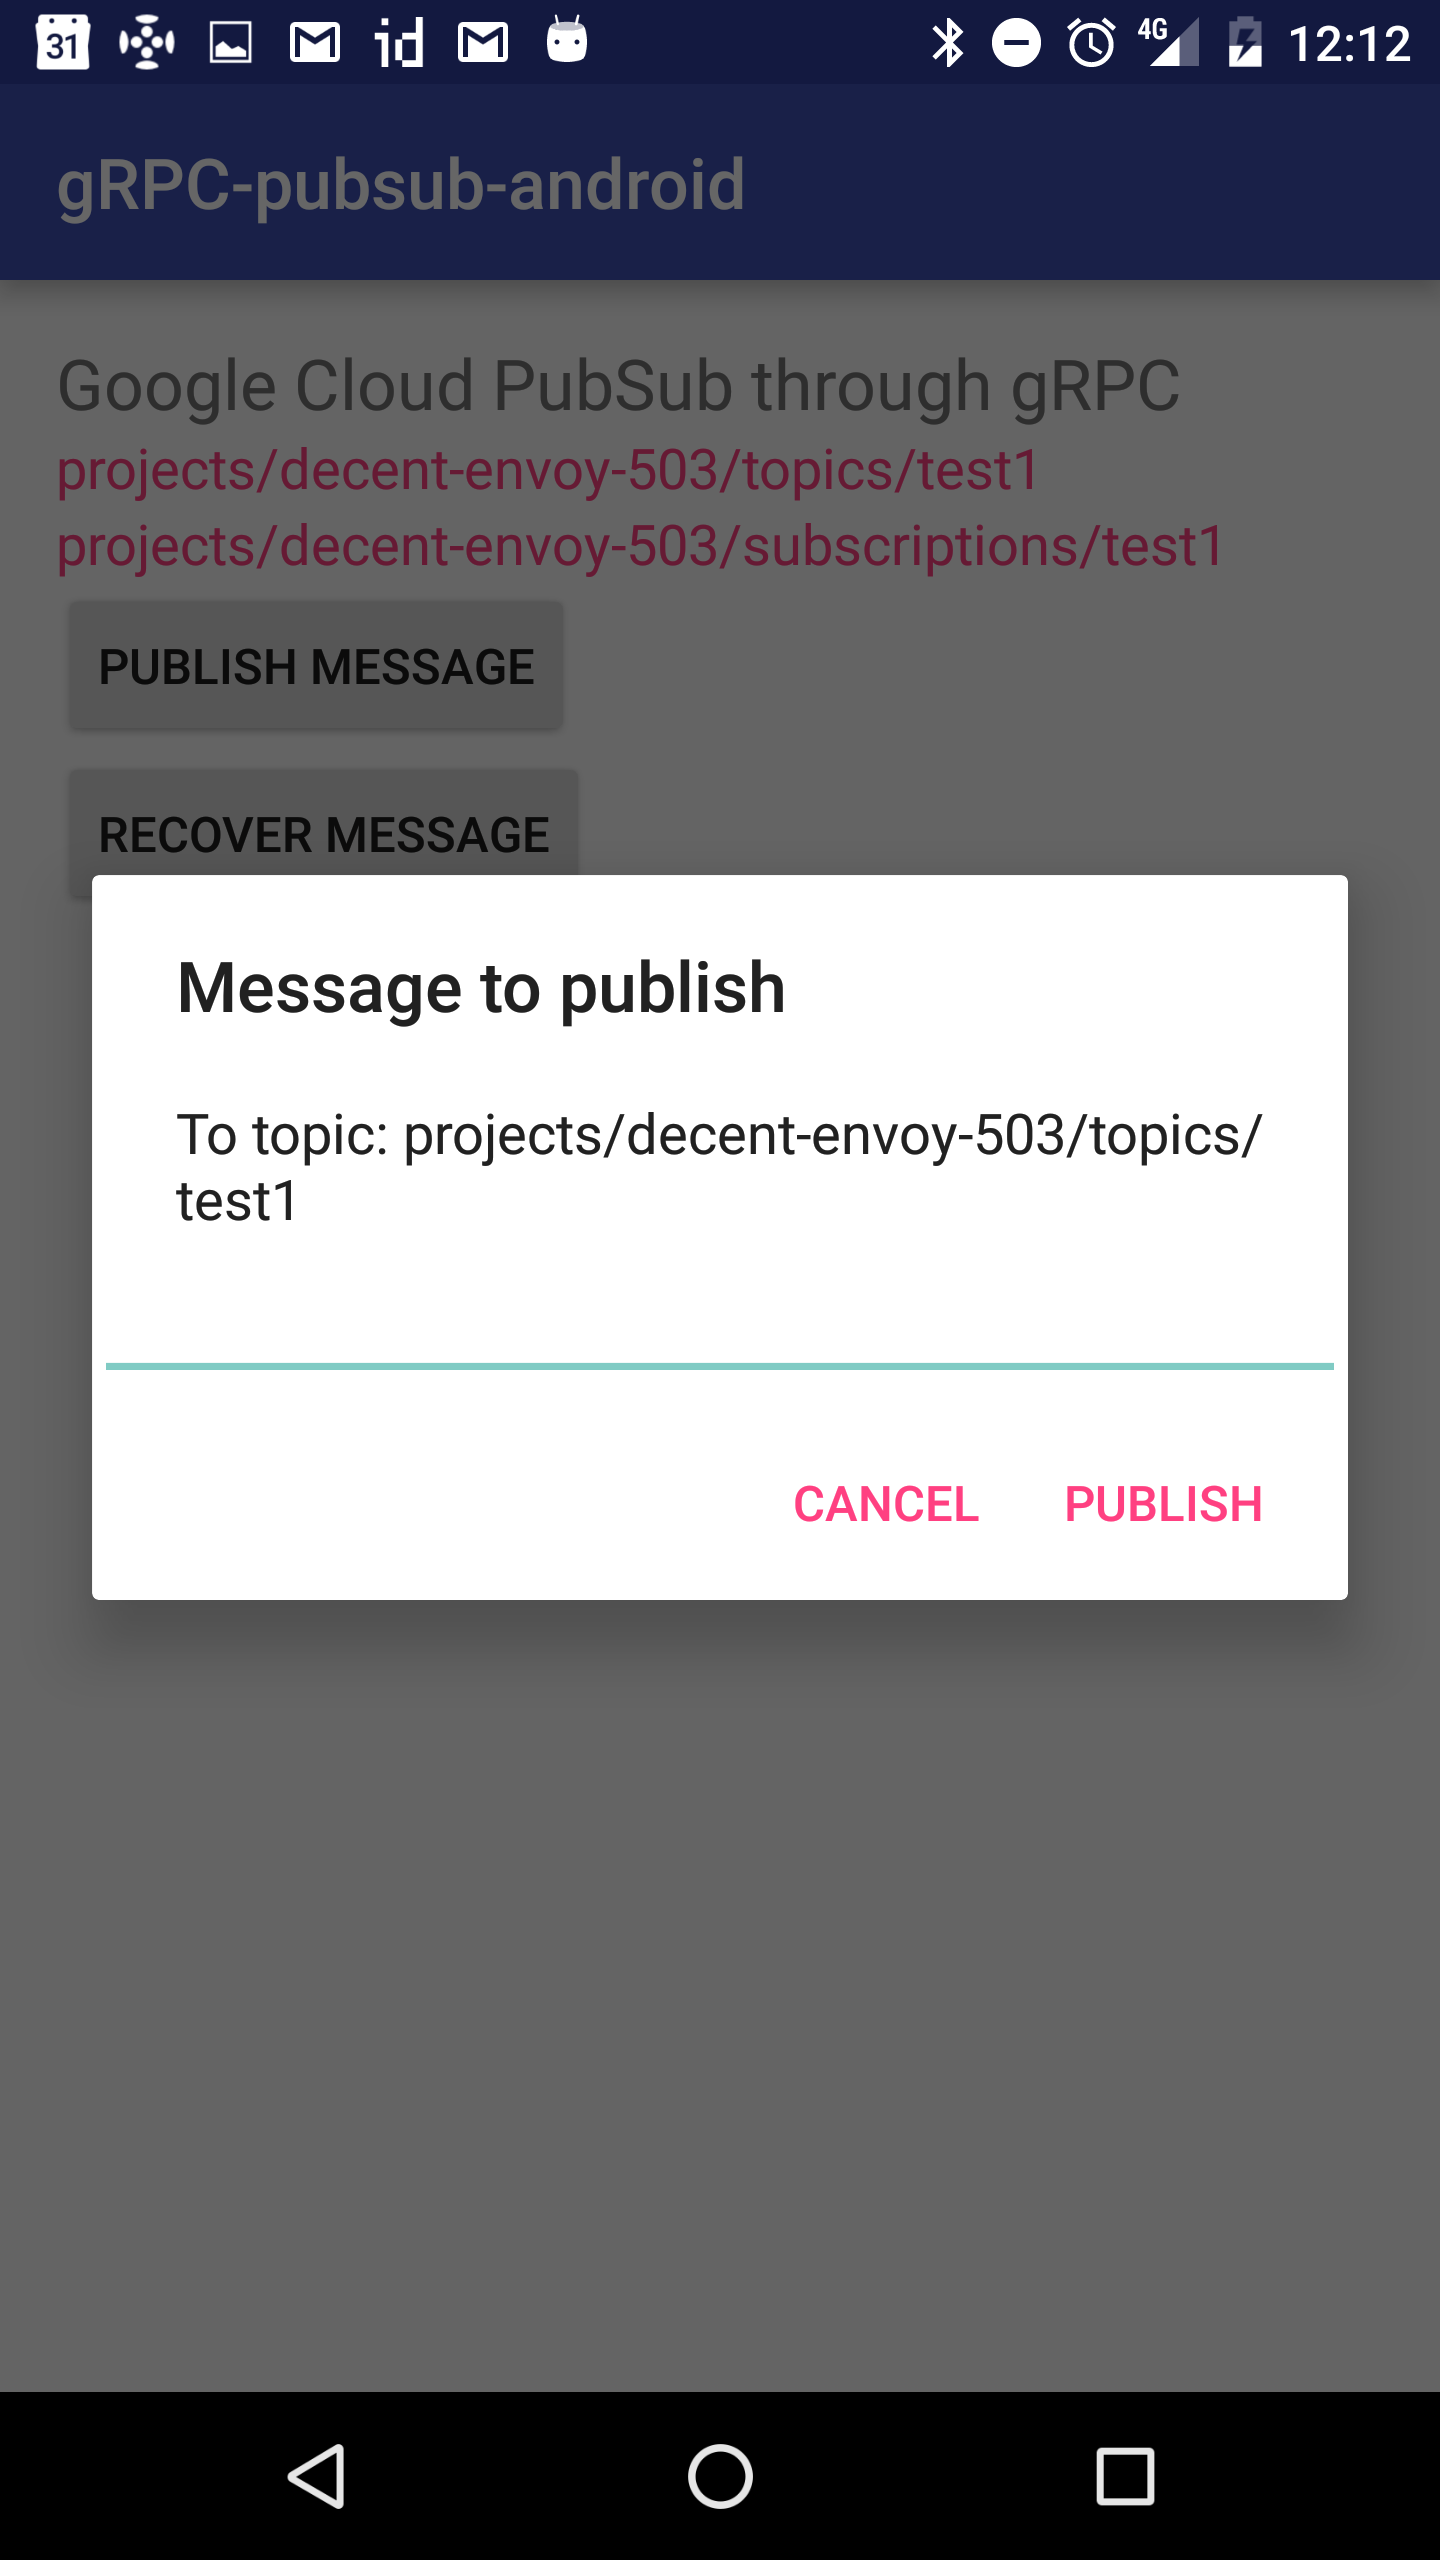 31
id
4G
12:12
gRPC-pubsub-android
Google Cloud PubSub through gRPC
projects/decent-envoy-503/topics/test1
projects/decent-envoy-503/subscriptions/test1
PUBLISH MESSAGE
RECOVER MESSAGE
Message to publish
To topic: projects/decent-envoy-503/topics/
test1
CANCEL
PUBLISH